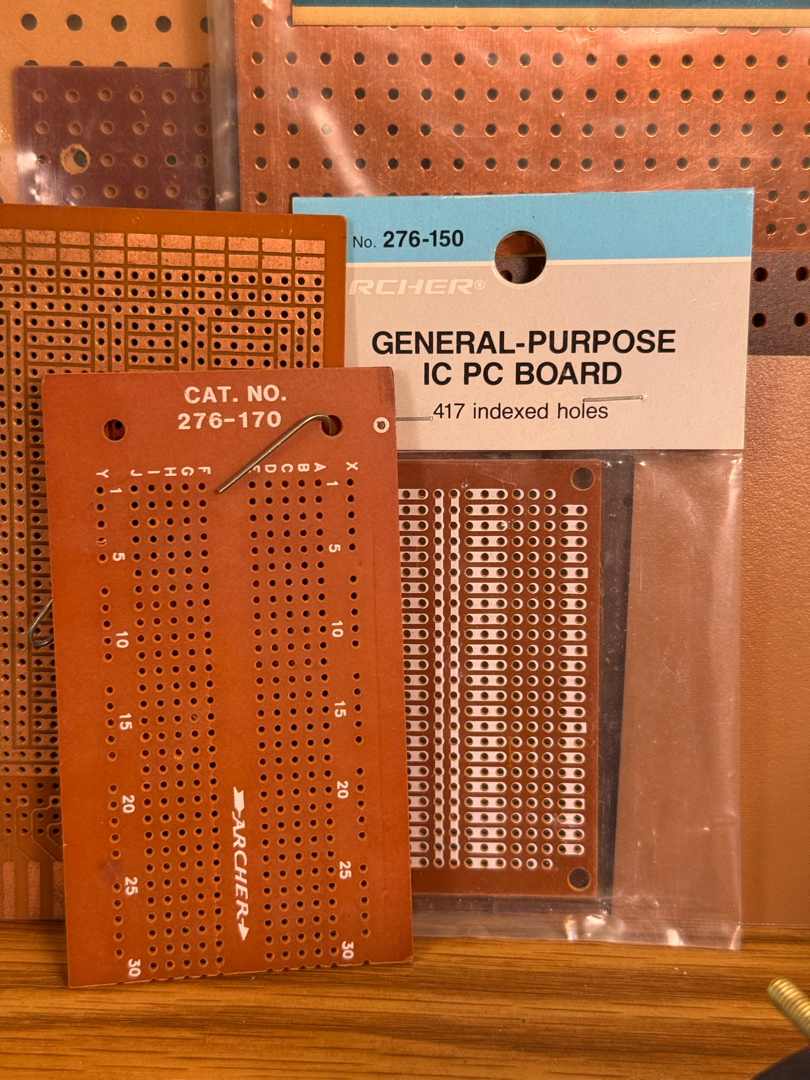 No. 276-150
RCHER®
GENERAL-PURPOSE
IC PC BOARD
417 indexed holes
CAT. NO.
276-170
Y J I H G F E D C B A X
1 1
5 5
10 10
15 15
20 20
25 25
30 30
ARCHER